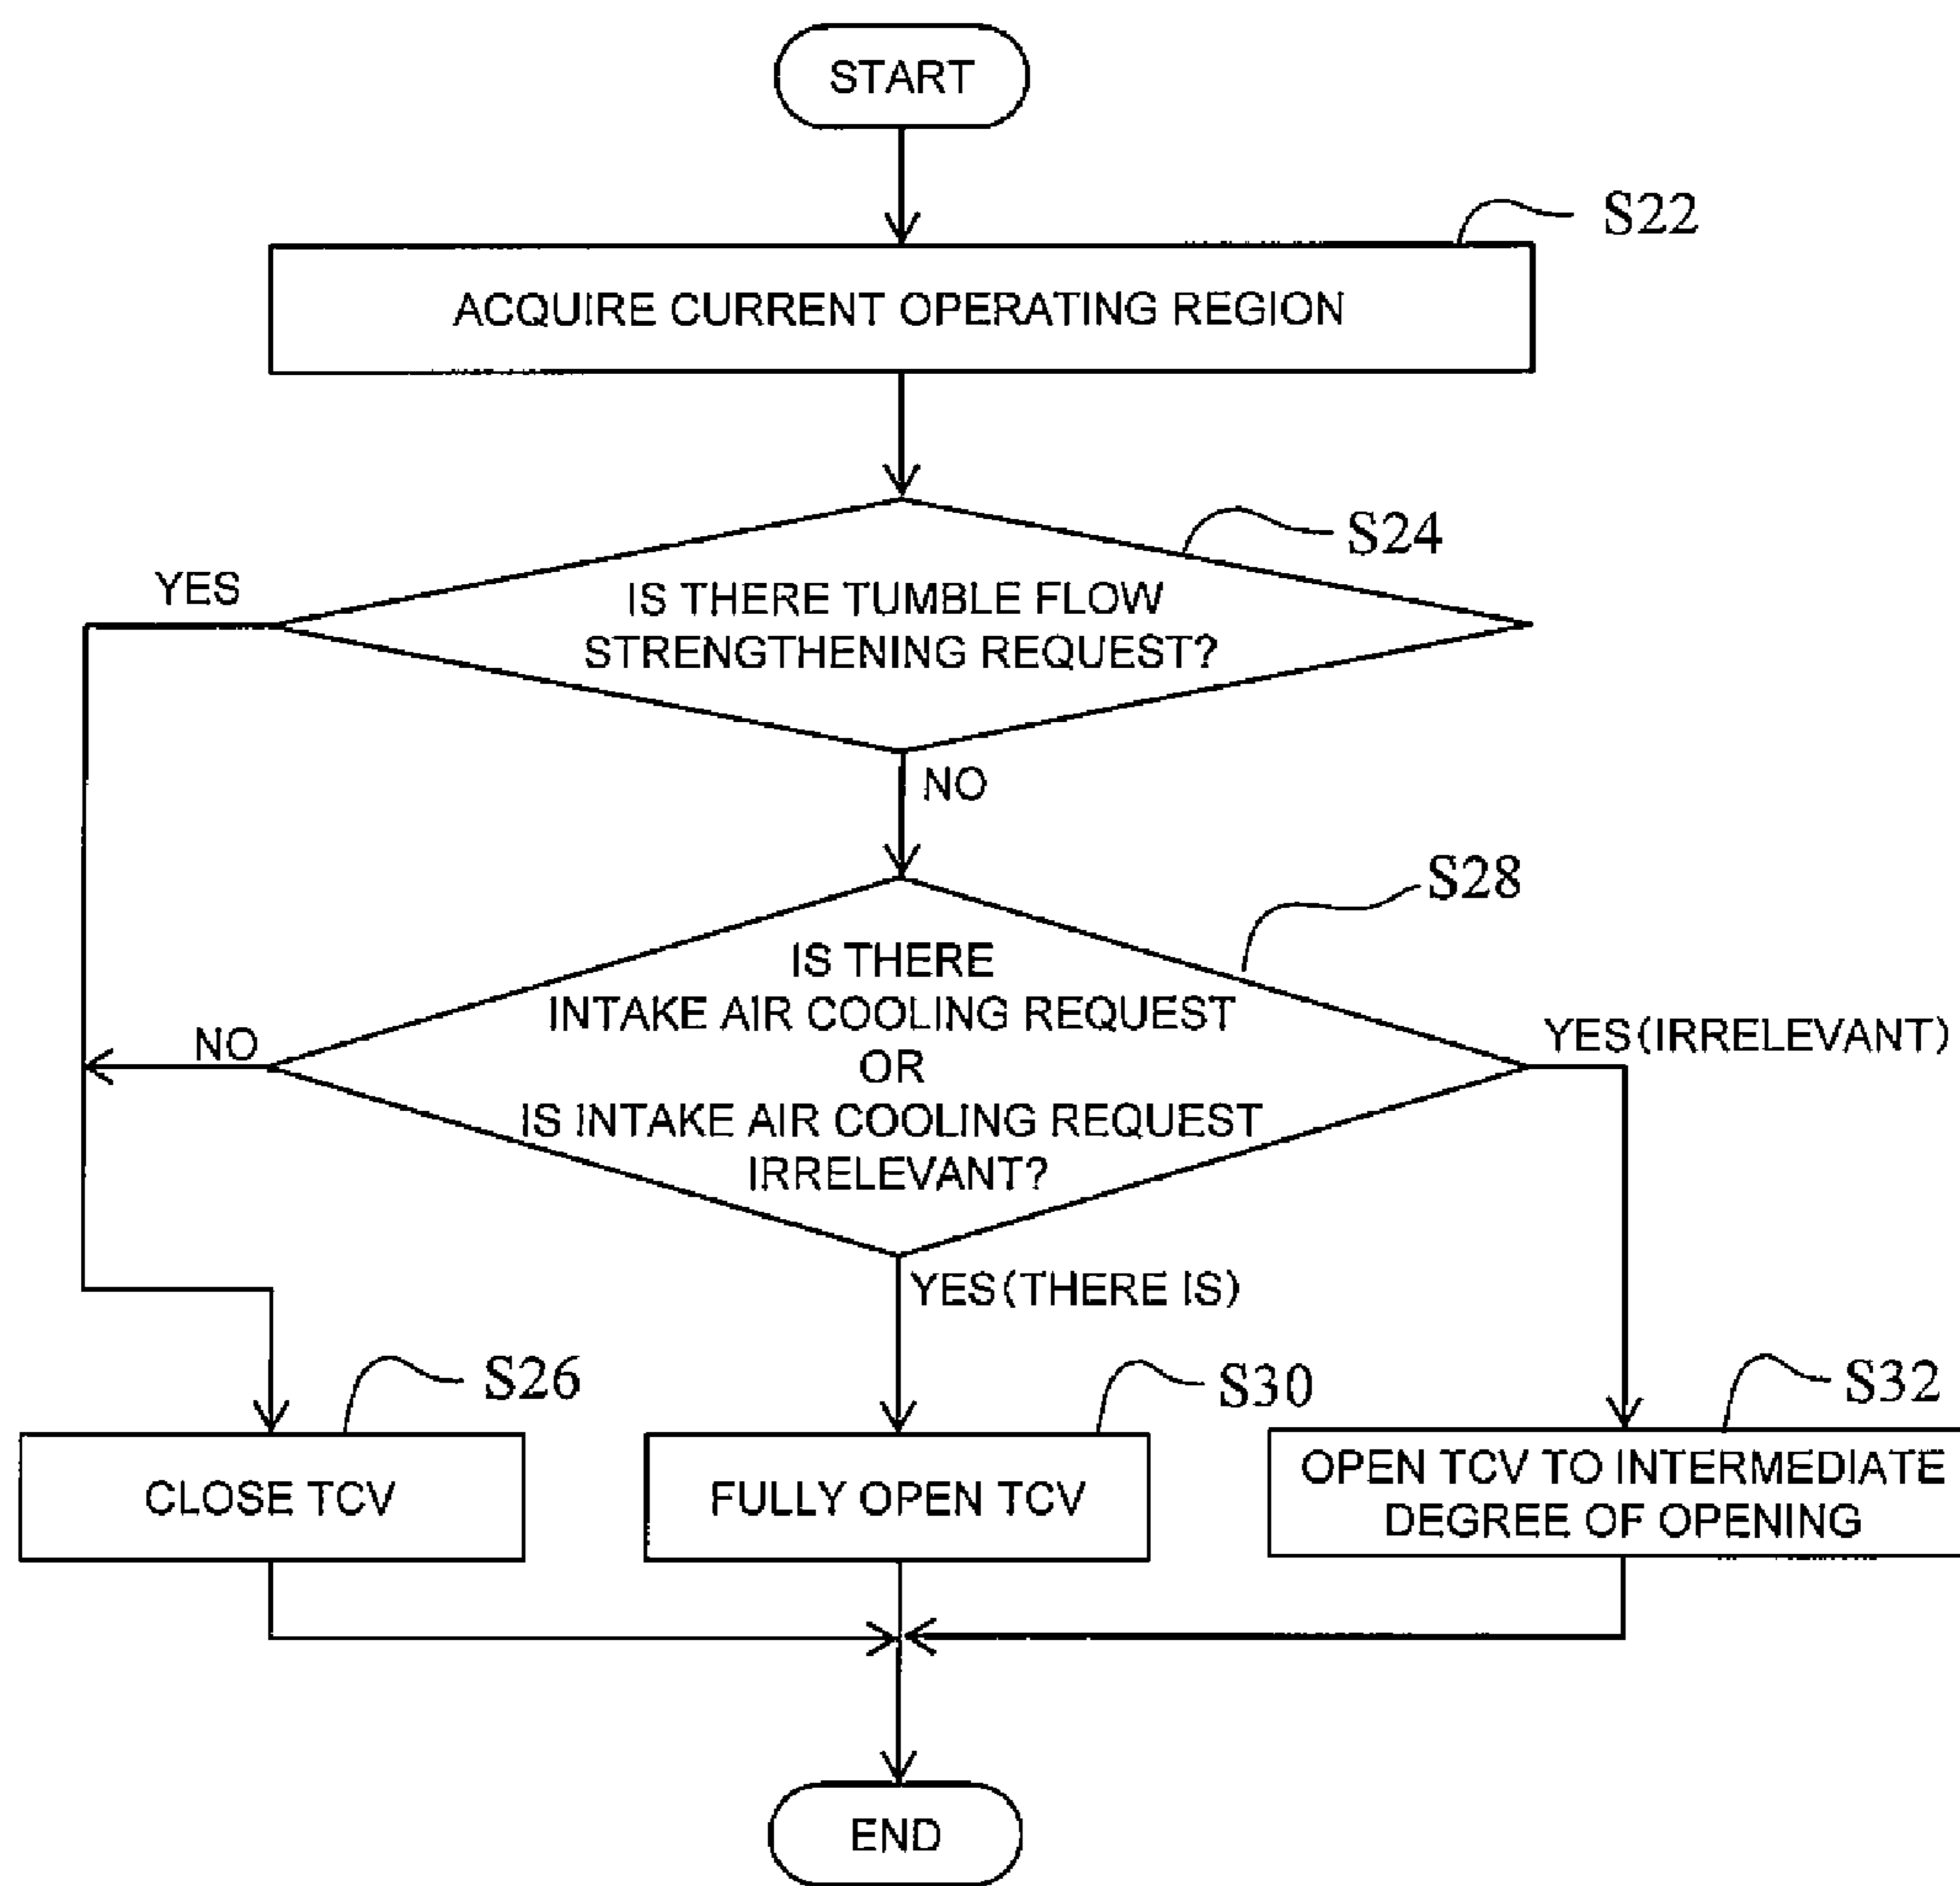 START
S22
ACQUIRE CURRENT OPERATING REGION
S24
YES
IS THERE TUMBLE FLOW
STRENGTHENING REQUEST?
NO
S28
IS THERE
INTAKE AIR COOLING REQUEST
OR
IS INTAKE AIR COOLING REQUEST
IRRELEVANT?
NO
YES(IRRELEVANT)
YES(THERE IS)
S26
CLOSE TCV
S30
FULLY OPEN TCV
S32
OPEN TCV TO INTERMEDIATE
DEGREE OF OPENING
END